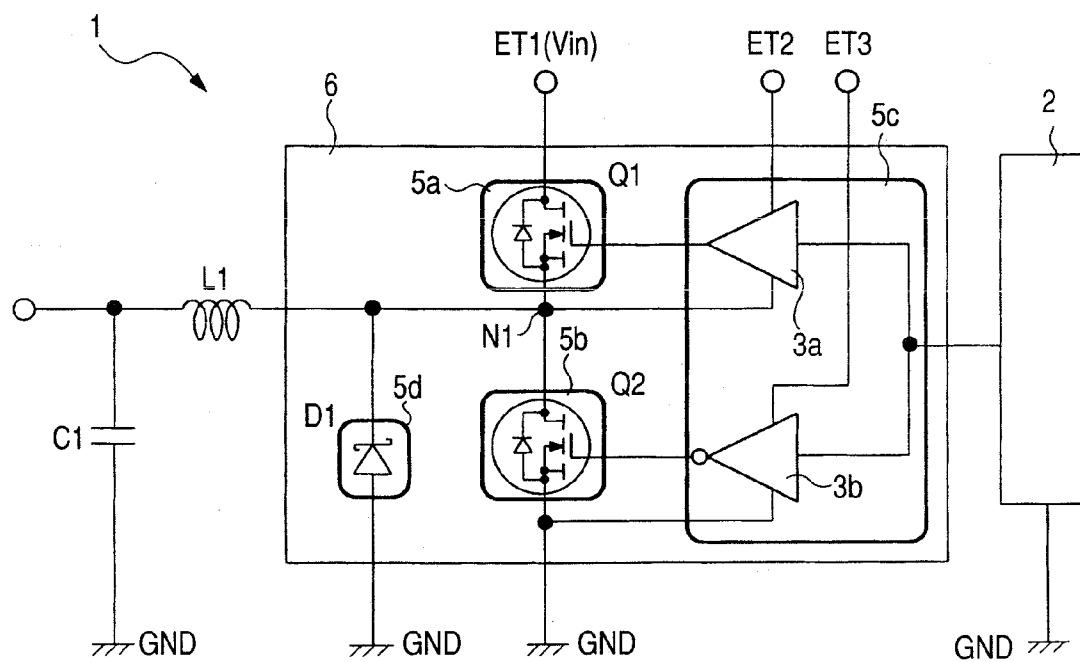 1
ET1(Vin)
ET2
ET3
6
5c
2
5a
Q1
L1
N1
5b
3a
Q2
D1
5d
C1
3b
GND
GND
GND
GND